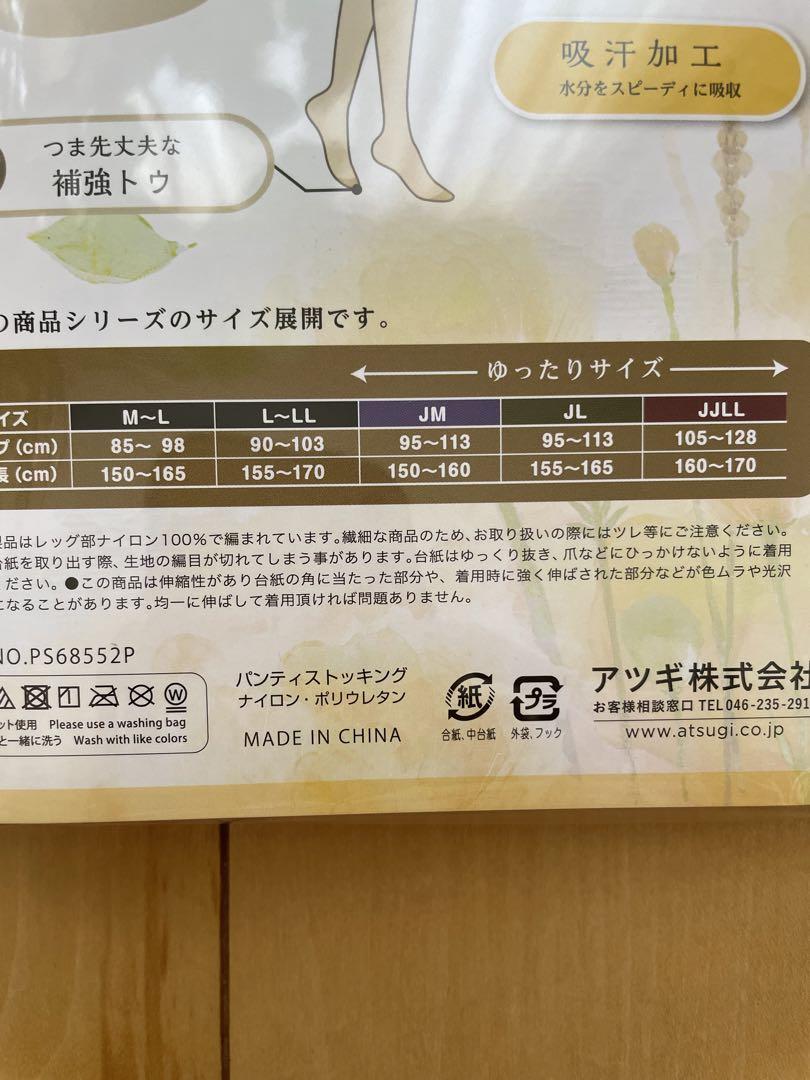 吸汗加工
水分をスピーディに吸収
つま先丈夫な
補強トウ
の商品シリーズのサイズ展開です。
ゆったりサイズ
イズ M〜L L〜LL JM JL JJLL
プ(cm) 85〜 98 90〜103 95〜113 95〜113 105〜128
長(cm) 150〜165 155〜170 150〜160 155〜165 160〜170
製品はレッグ部ナイロン100%で編まれています。繊細な商品のため、お取り扱いの際にはツレ等にご注意ください。
台紙を取り出す際、生地の編目が切れてしまう事があります。台紙はゆっくり抜き、爪などにひっかけないように着用
ください。●この商品は伸縮性があり台紙の角に当たった部分や、着用時に強く伸ばされた部分などが色ムラや光沢
になることがあります。均一に伸ばして着用頂ければ問題ありません。
NO.PS68552P
ット使用 Please use a washing bag
と一緒に洗う Wash with like colors
パンティストッキング
ナイロン・ポリウレタン
MADE IN CHINA
紙
台紙、中台紙
プラ
外袋、フック
アツギ株式会
お客様相談窓口 TEL046-235-291
www.atsugi.co.jp